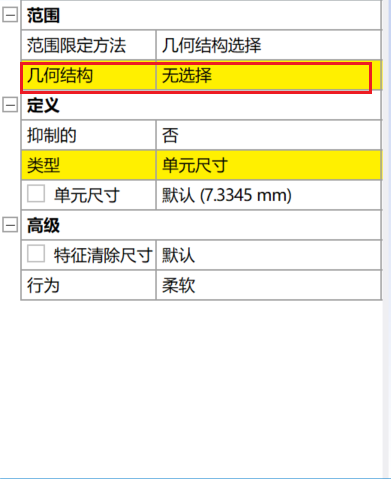 范围
范围限定方法 几何结构选择
几何结构 无选择
定义
抑制的 否
类型 单元尺寸
单元尺寸 默认 (7.3345 mm)
高级
特征清除尺寸 默认
行为 柔软